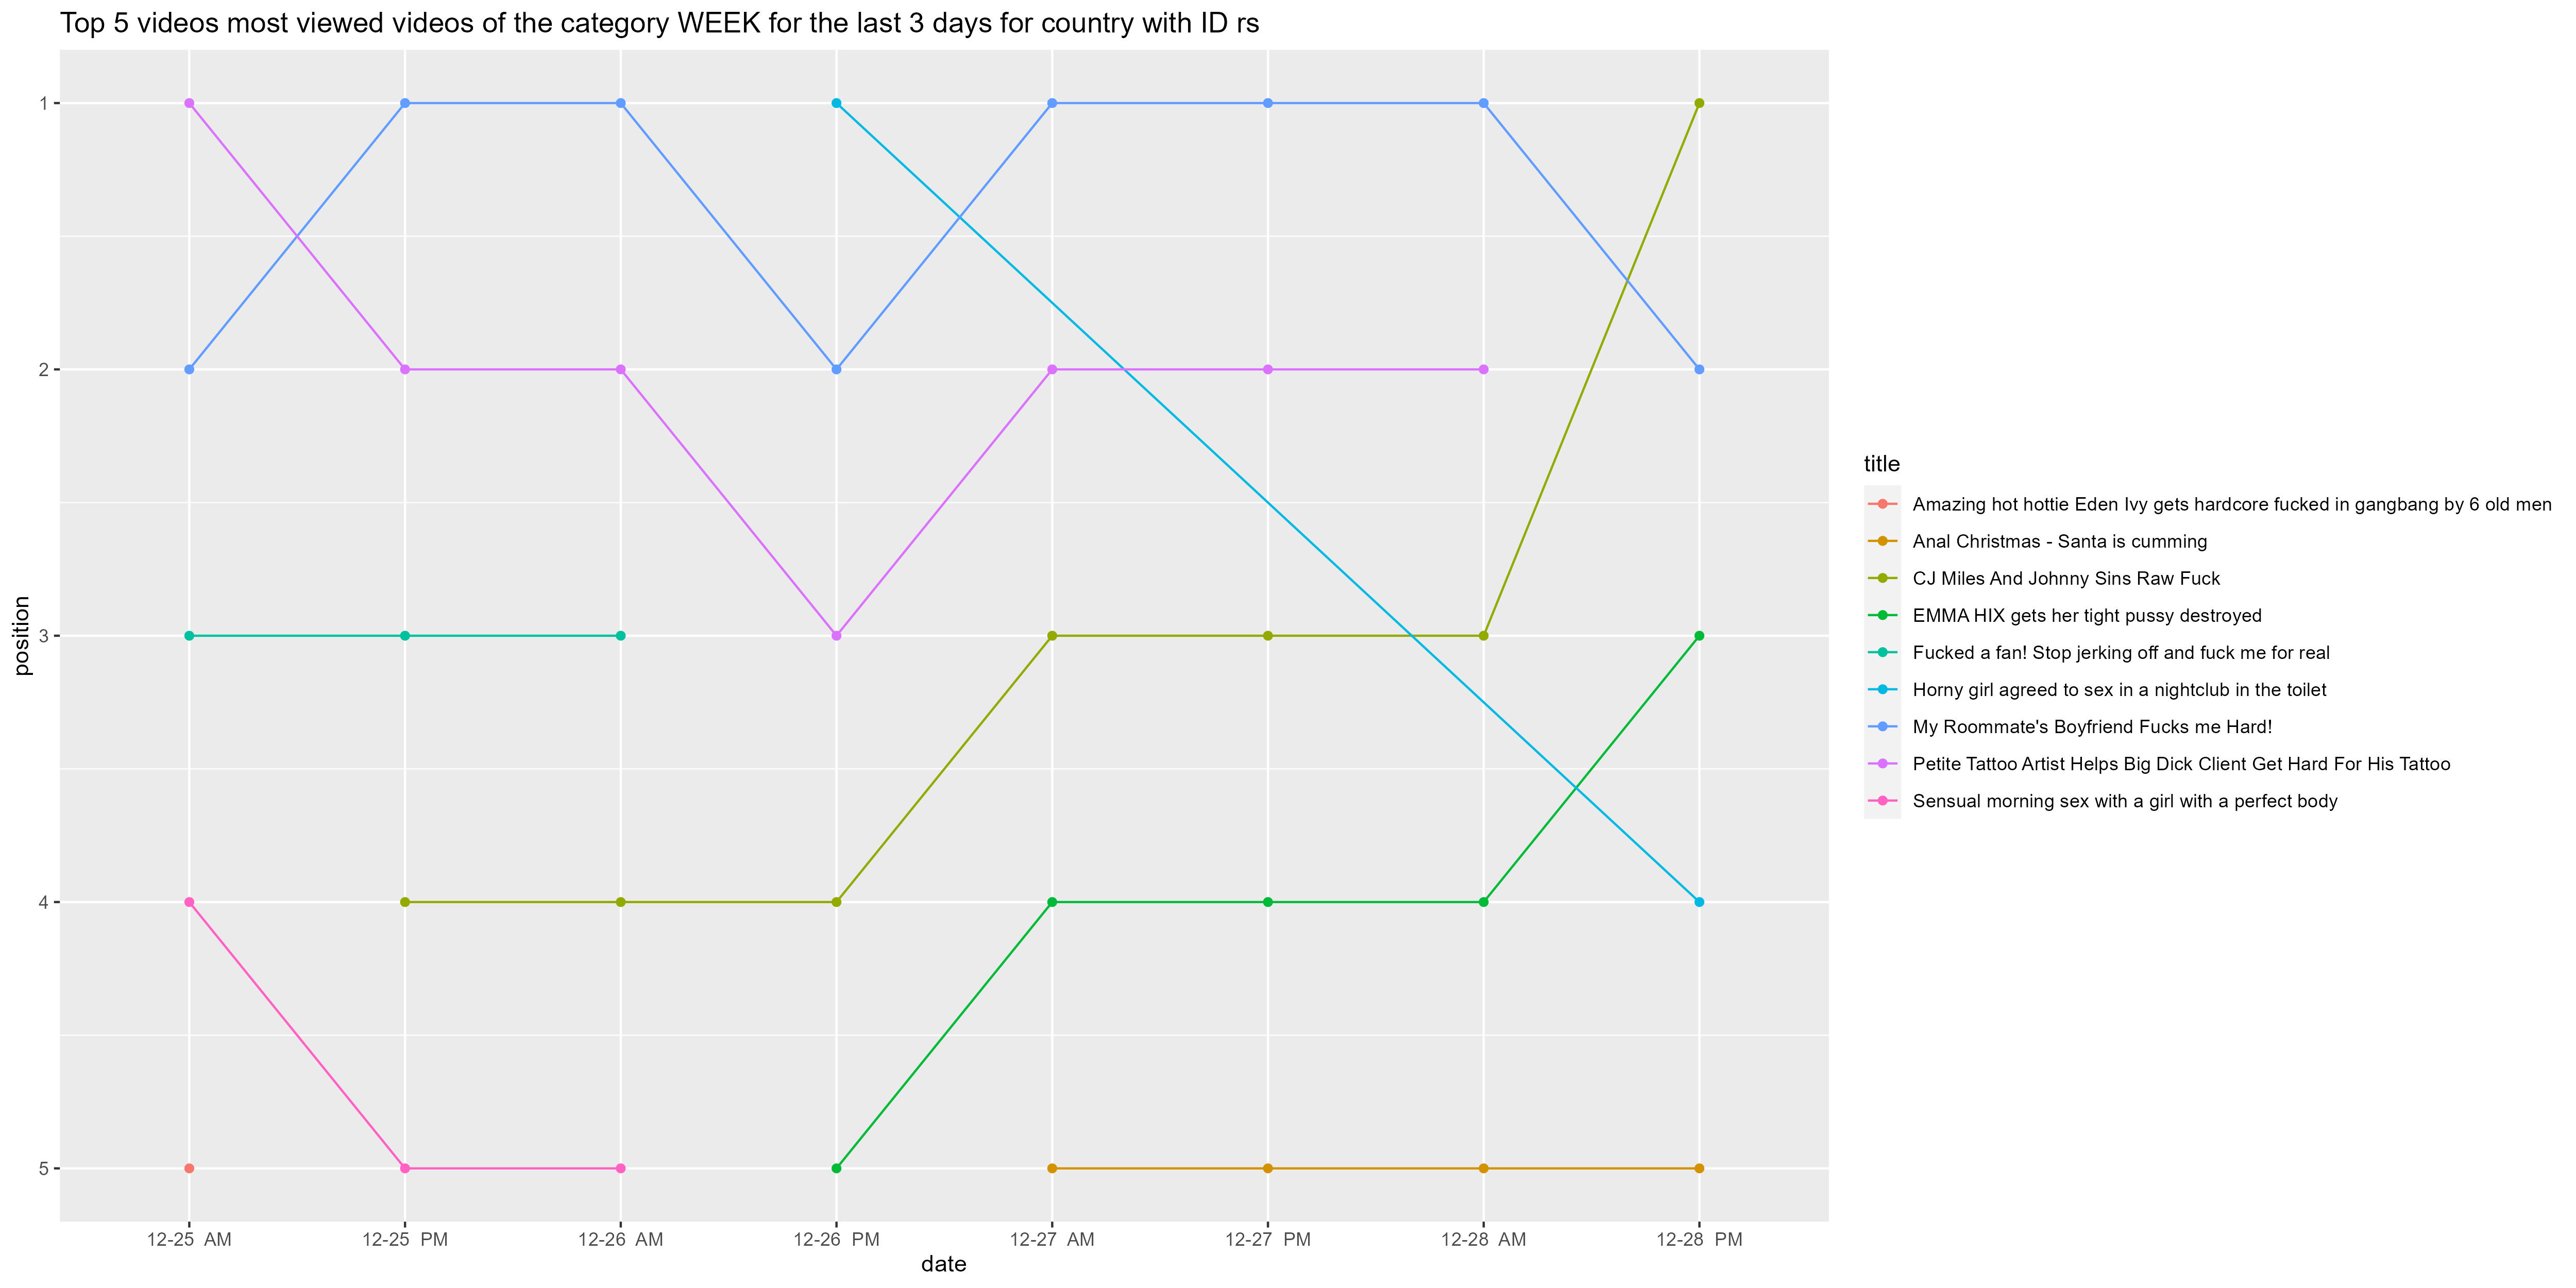 Top 5 videos most viewed videos of the category WEEK for the last 3 days for country with ID rs
position
1
2
3
4
5
12-25 AM
12-25 PM
12-26 AM
12-26 PM
12-27 AM
12-27 PM
12-28 AM
12-28 PM
date
title
Amazing hot hottie Eden Ivy gets hardcore fucked in gangbang by 6 old men
Anal Christmas - Santa is cumming
CJ Miles And Johnny Sins Raw Fuck
EMMA HIX gets her tight pussy destroyed
Fucked a fan! Stop jerking off and fuck me for real
Horny girl agreed to sex in a nightclub in the toilet
My Roommate's Boyfriend Fucks me Hard!
Petite Tattoo Artist Helps Big Dick Client Get Hard For His Tattoo
Sensual morning sex with a girl with a perfect body